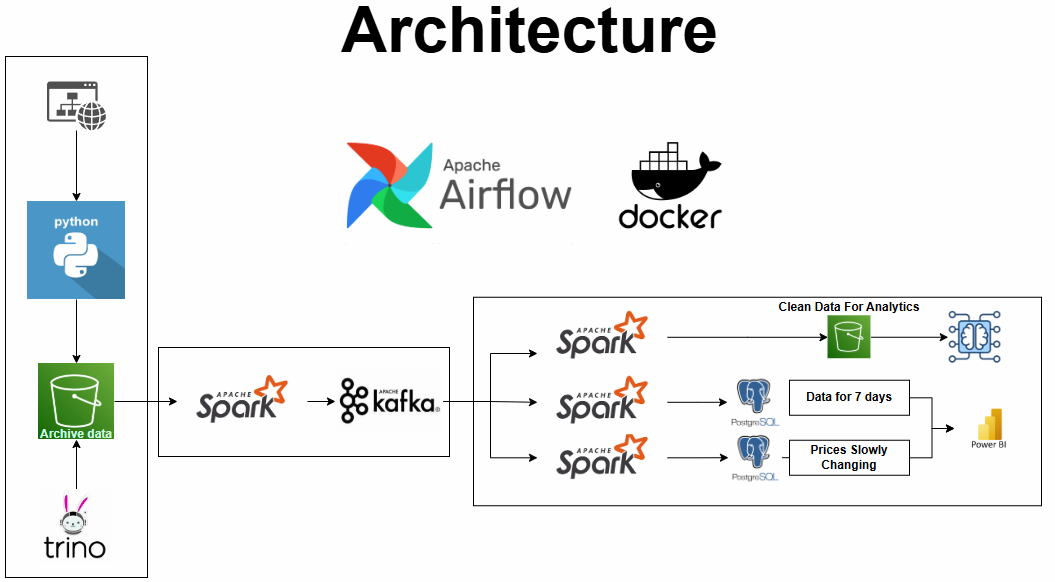 Architecture
python
Archive data
trino
Apache
Airflow
docker
APACHE
Spark
APACHE
kafka®
Clean Data For Analytics
APACHE
Spark
APACHE
Spark
PostgreSQL
Data for 7 days
APACHE
Spark
PostgreSQL
Prices Slowly
Changing
Power BI